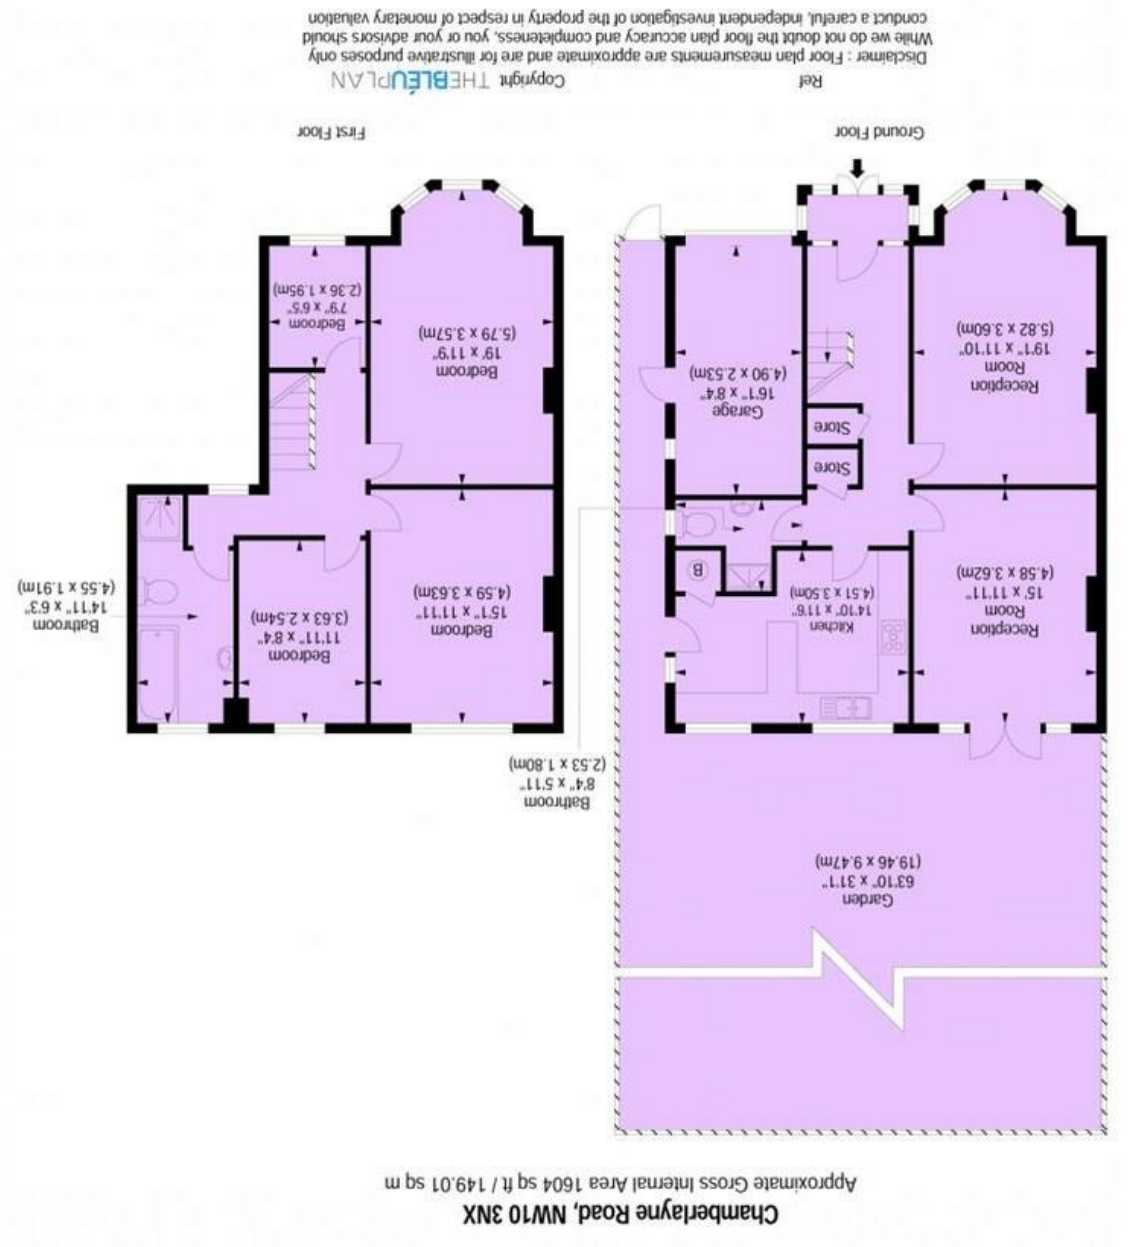 Chamberlayne Road, NW10 3NX
Approximate Gross Internal Area 1604 sq ft / 149.01 sq m
Garden
63'10" x 31'1"
(19.46 x 9.47m)
Bathroom
8'4" x 5'11"
(2.53 x 1.80m)
Reception
Room
15' x 11'11"
(4.58 x 3.62m)
Kitchen
14'10" x 11'6"
(4.51 x 3.50m)
B
Store
Store
Garage
16'1" x 8'4"
(4.90 x 2.53m)
Reception
Room
19'1" x 11'10"
(5.82 x 3.60m)
Ground Floor
Bedroom
15'1" x 11'11"
(4.59 x 3.63m)
Bedroom
11'11" x 8'4"
(3.63 x 2.54m)
Bathroom
14'11" x 6'3"
(4.55 x 1.91m)
Bedroom
19' x 11'9"
(5.79 x 3.57m)
Bedroom
7'9" x 6'5"
(2.36 x 1.95m)
First Floor
Ref
Copyright THEBLÉUPLAN
Disclaimer : Floor plan measurements are approximate and are for illustrative purposes only
While we do not doubt the floor plan accuracy and completeness, you or your advisors should
conduct a careful, independent investigation of the property in respect of monetary valuation